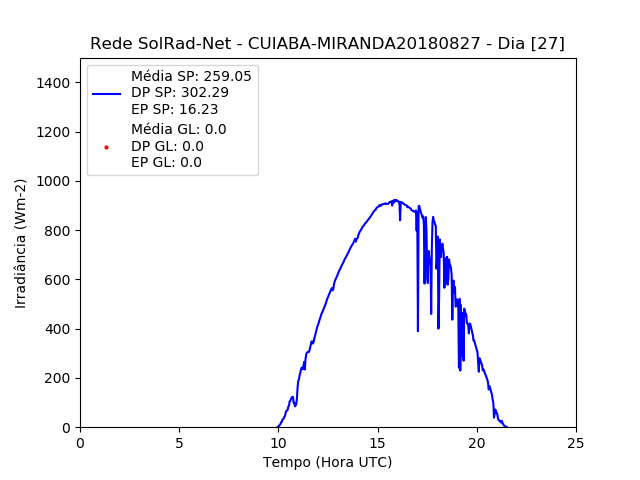 Rede SolRad-Net - CUIABA-MIRANDA20180827 - Dia [27]
Média SP: 259.05
DP SP: 302.29
EP SP: 16.23
Média GL: 0.0
DP GL: 0.0
EP GL: 0.0
Irradiância (Wm-2)
1400
1200
1000
800
600
400
200
0
0 5 10 15 20 25
Tempo (Hora UTC)